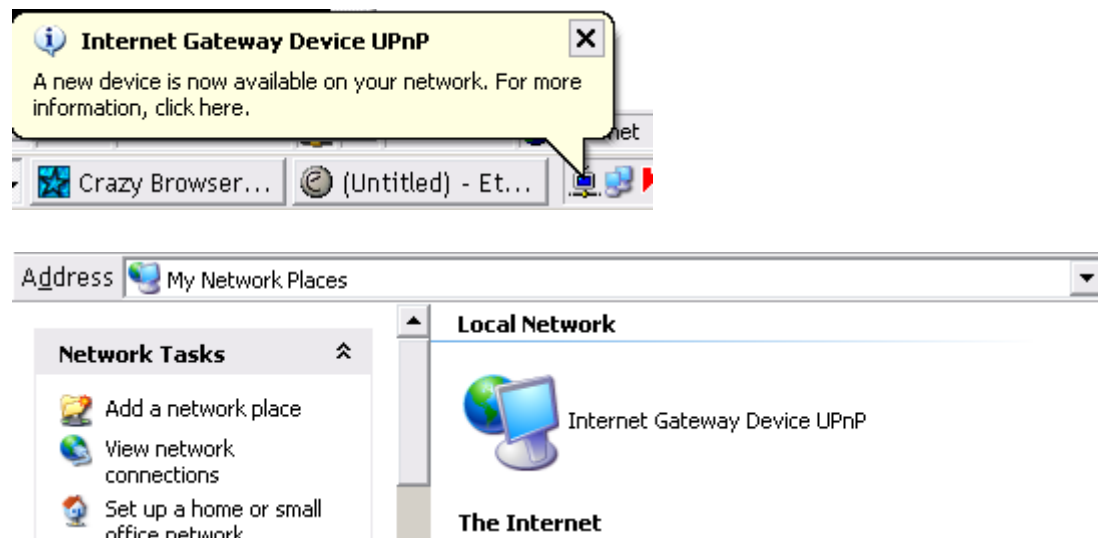 Internet Gateway Device UPnP
A new device is now available on your network. For more
information, click here.
net
Crazy Browser...
(Untitled) - Et...
Address
My Network Places
Network Tasks
Add a network place
View network
connections
Set up a home or small
office network
Local Network
Internet Gateway Device UPnP
The Internet